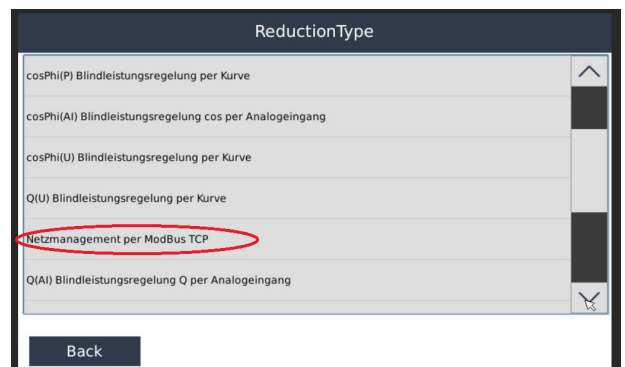 ReductionType
cosPhi(P) Blindleistungsregelung per Kurve
cosPhi(AI) Blindleistungsregelung cos per Analogeingang
cosPhi(U) Blindleistungsregelung per Kurve
Q(U) Blindleistungsregelung per Kurve
Netzmanagement per ModBus TCP
Q(AI) Blindleistungsregelung Q per Analogeingang
Back